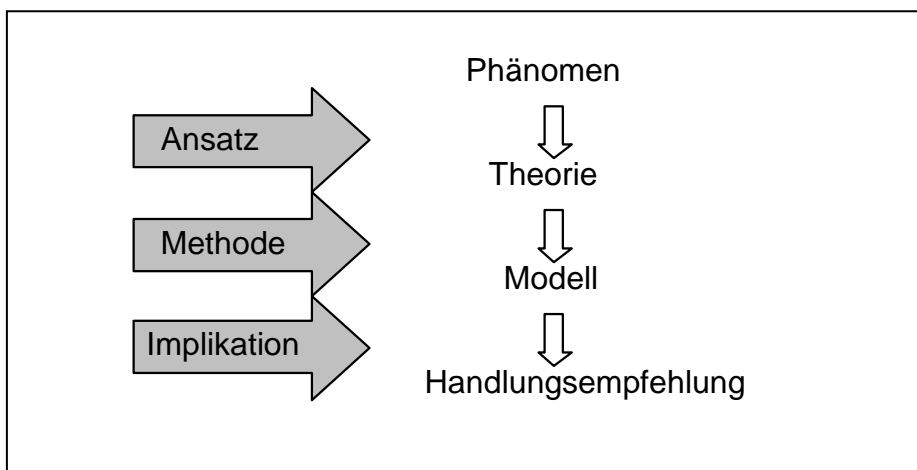 Phänomen
Ansatz
Theorie
Methode
Modell
Implikation
Handlungsempfehlung